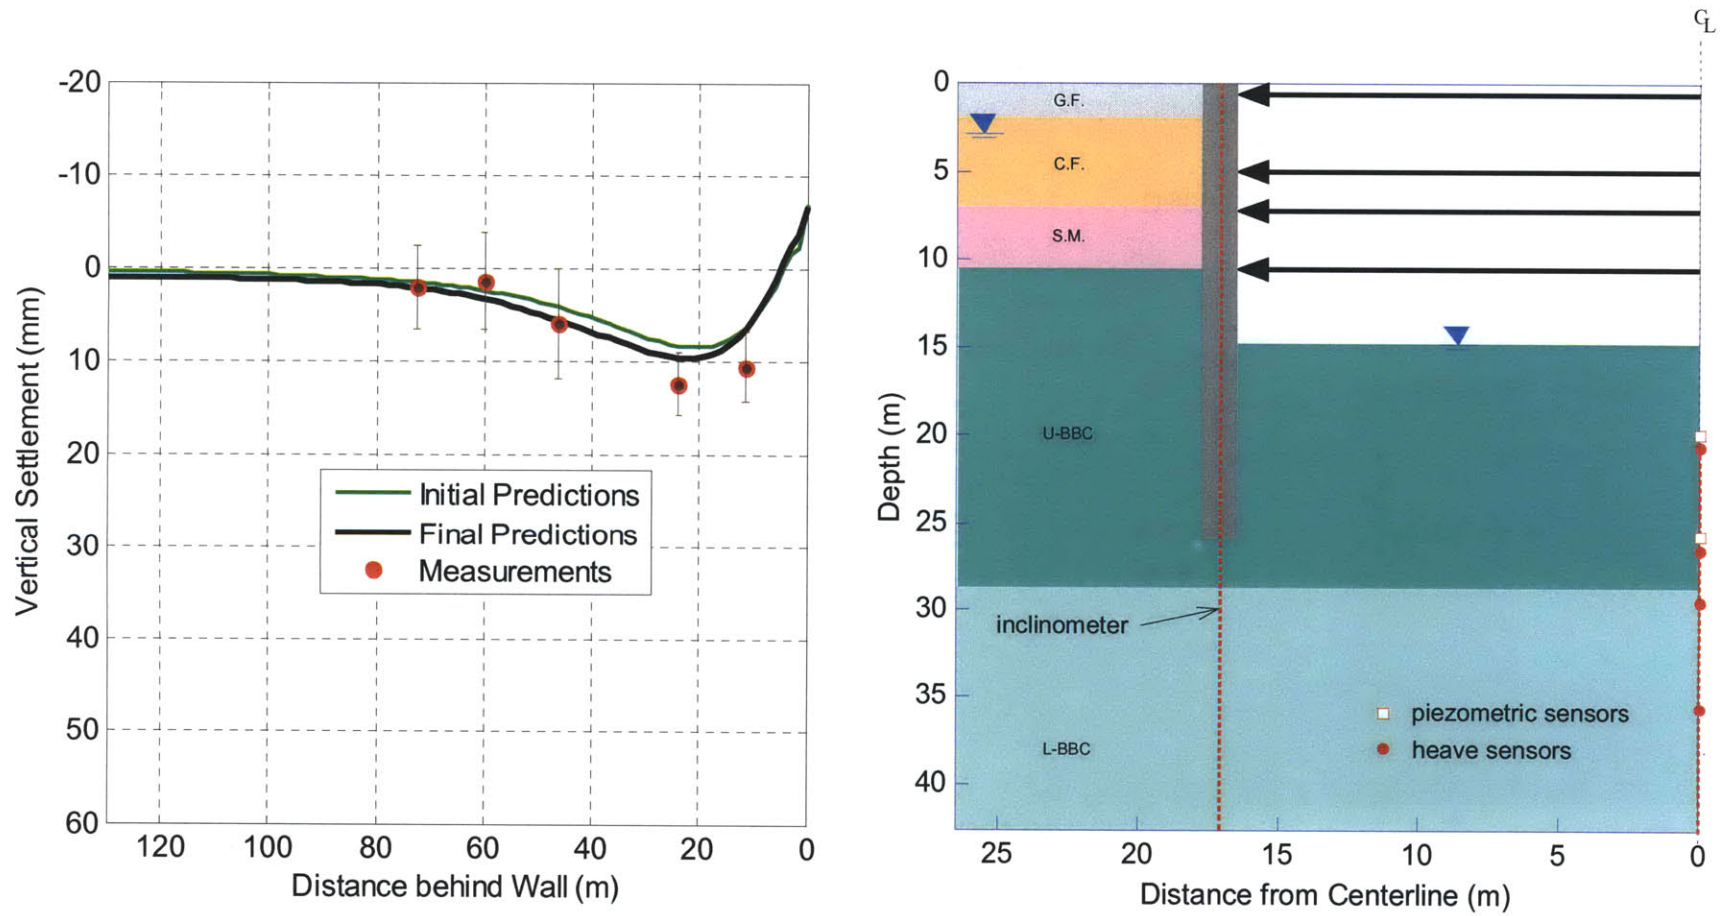 -20
-10
0
10
20
30
40
50
60
Vertical Settlement (mm)
Initial Predictions
Final Predictions
Measurements
120 100 80 60 40 20 0
Distance behind Wall (m)
CL
0
5
10
15
20
25
30
35
40
Depth (m)
G.F.
C.F.
S.M.
U-BBC
inclinometer
L-BBC
piezometric sensors
heave sensors
25 20 15 10 5 0
Distance from Centerline (m)